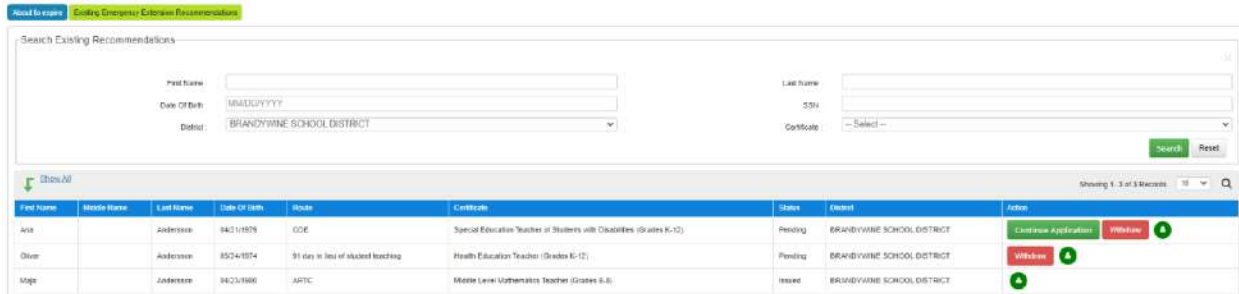 About to expire Existing Emergency Extension Recommendations
Search Existing Recommendations
First Name Last Name
Date Of Birth MM/DD/YYYY SSN
District BRANDYWINE SCHOOL DISTRICT Certificate -- Select --
Search Reset
Show All Showing 1 - 3 of 3 Records 10
First Name Middle Name Last Name Date Of Birth Route Certificate Status District Action
Ana Andersson 04/21/1979 Special Education Teacher of Students with Disabilities (Grades K-12) Pending BRANDYWINE SCHOOL DISTRICT Continue Application Withdraw
Oliver Andersson 05/24/1974 91 day in lieu of student teaching Health Education Teacher (Grades K-12) Pending BRANDYWINE SCHOOL DISTRICT Withdraw
Maja Andersson ARTC Middle Level Mathematics Teacher (Grades 6-8) Issued BRANDYWINE SCHOOL DISTRICT